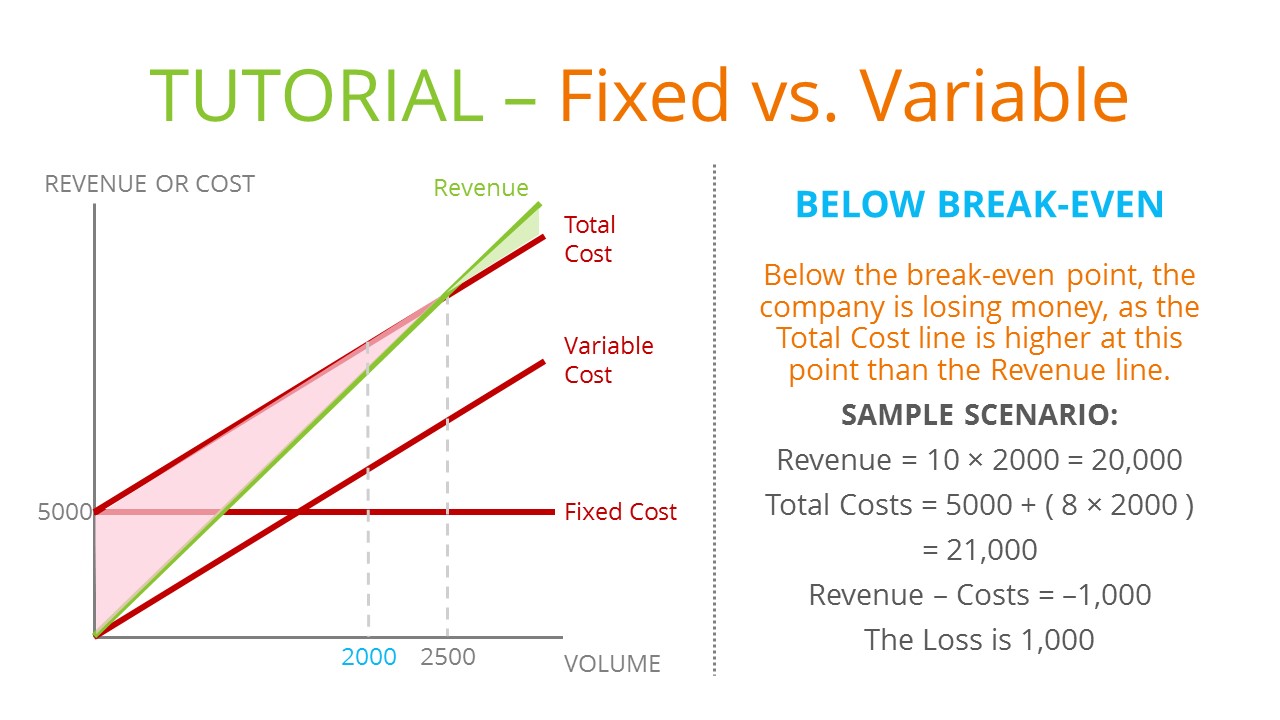 TUTORIAL – Fixed vs. Variable
REVENUE OR COST
Revenue
Total
Cost
Variable
Cost
5000
Fixed Cost
2000
2500
VOLUME
BELOW BREAK-EVEN
Below the break-even point, the
company is losing money, as the
Total Cost line is higher at this
point than the Revenue line.
SAMPLE SCENARIO:
Revenue = 10 × 2000 = 20,000
Total Costs = 5000 + ( 8 × 2000 )
= 21,000
Revenue – Costs = –1,000
The Loss is 1,000